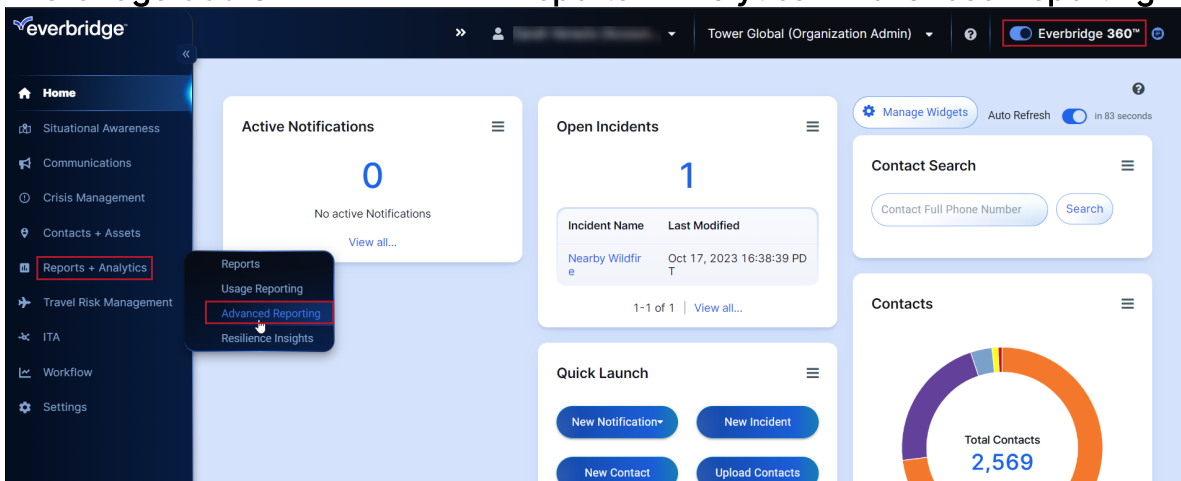 everbridge
»
Tower Global (Organization Admin)
Everbridge 360™
«
Home
Situational Awareness
Communications
Crisis Management
Contacts + Assets
Reports + Analytics
Travel Risk Management
ITA
Workflow
Settings
Reports
Usage Reporting
Advanced Reporting
Resilience Insights
Active Notifications
0
No active Notifications
View all...
Open Incidents
1
Incident Name Last Modified
Nearby Wildfir Oct 17, 2023 16:38:39 PD
e T
1-1 of 1 | View all...
Quick Launch
New Notification
New Incident
New Contact
Upload Contacts
Manage Widgets
Auto Refresh
in 83 seconds
Contact Search
Contact Full Phone Number
Search
Contacts
Total Contacts
2,569